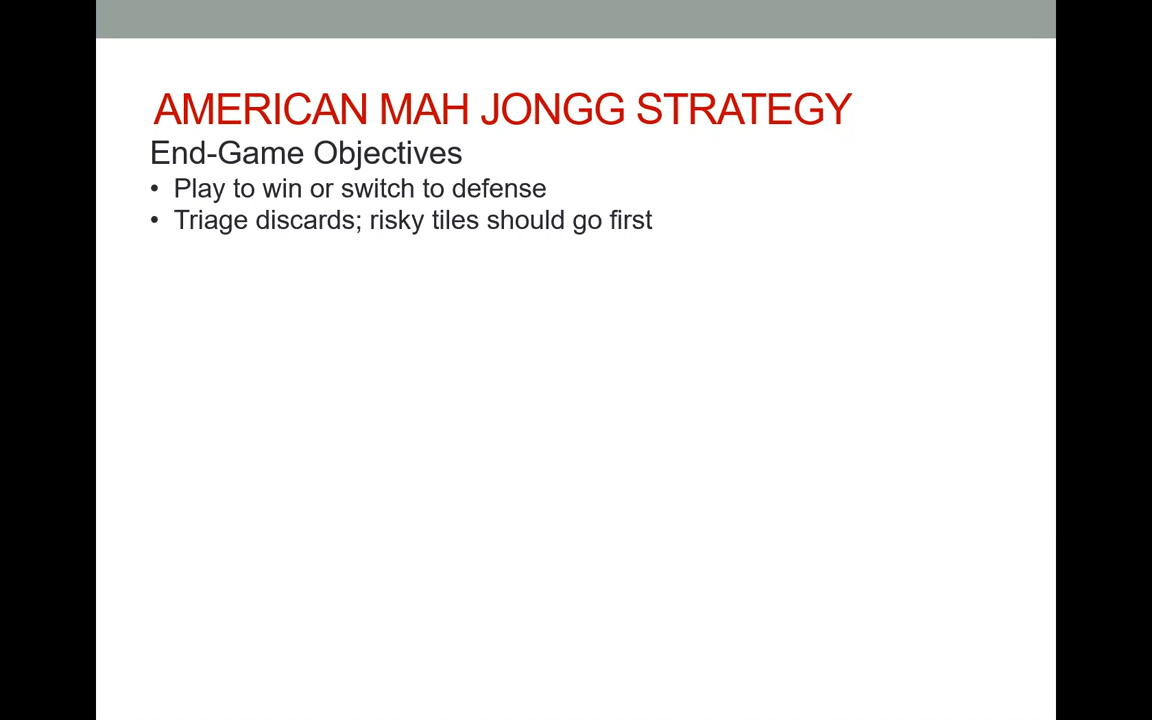 AMERICAN MAH JONGG STRATEGY
End-Game Objectives
• Play to win or switch to defense
• Triage discards; risky tiles should go first